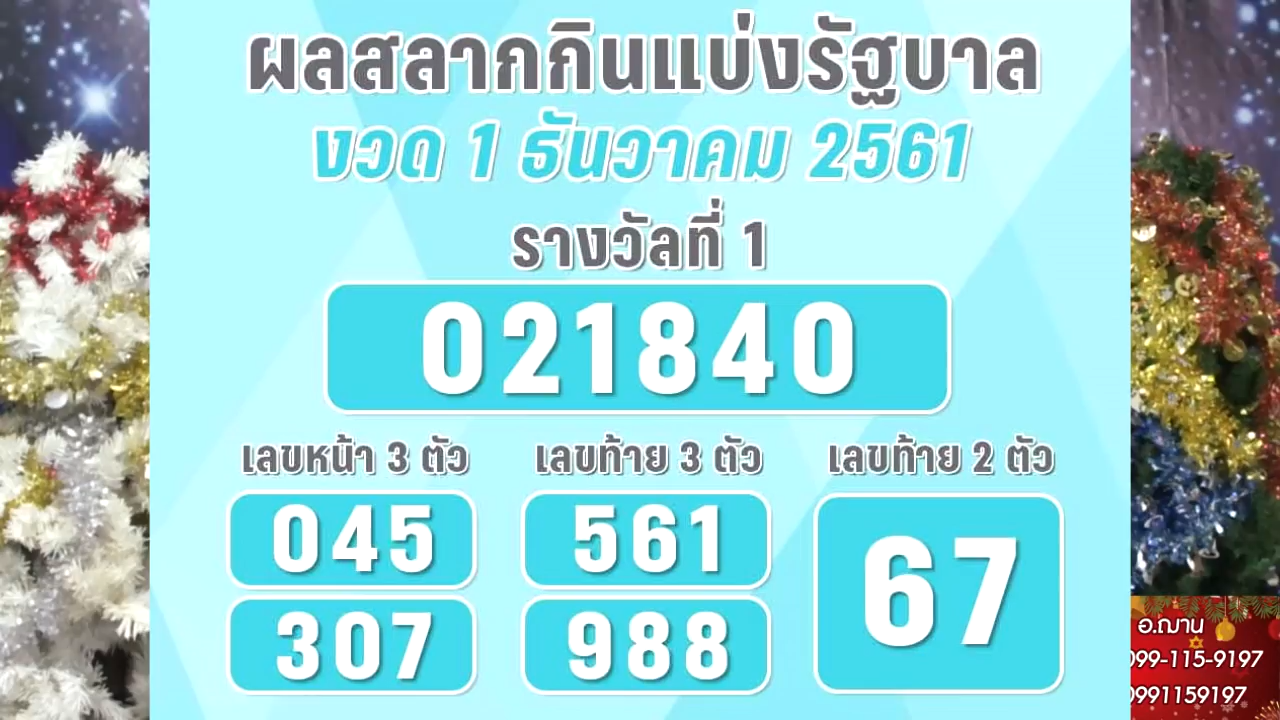 ผลสลากกินแบ่งรัฐบาล
งวด 1 ธันวาคม 2561
รางวัลที่ 1
021840
เลขหน้า 3 ตัว เลขท้าย 3 ตัว เลขท้าย 2 ตัว
045 561 67
307 988
อ.ฌาน
099-115-9197
0991159197